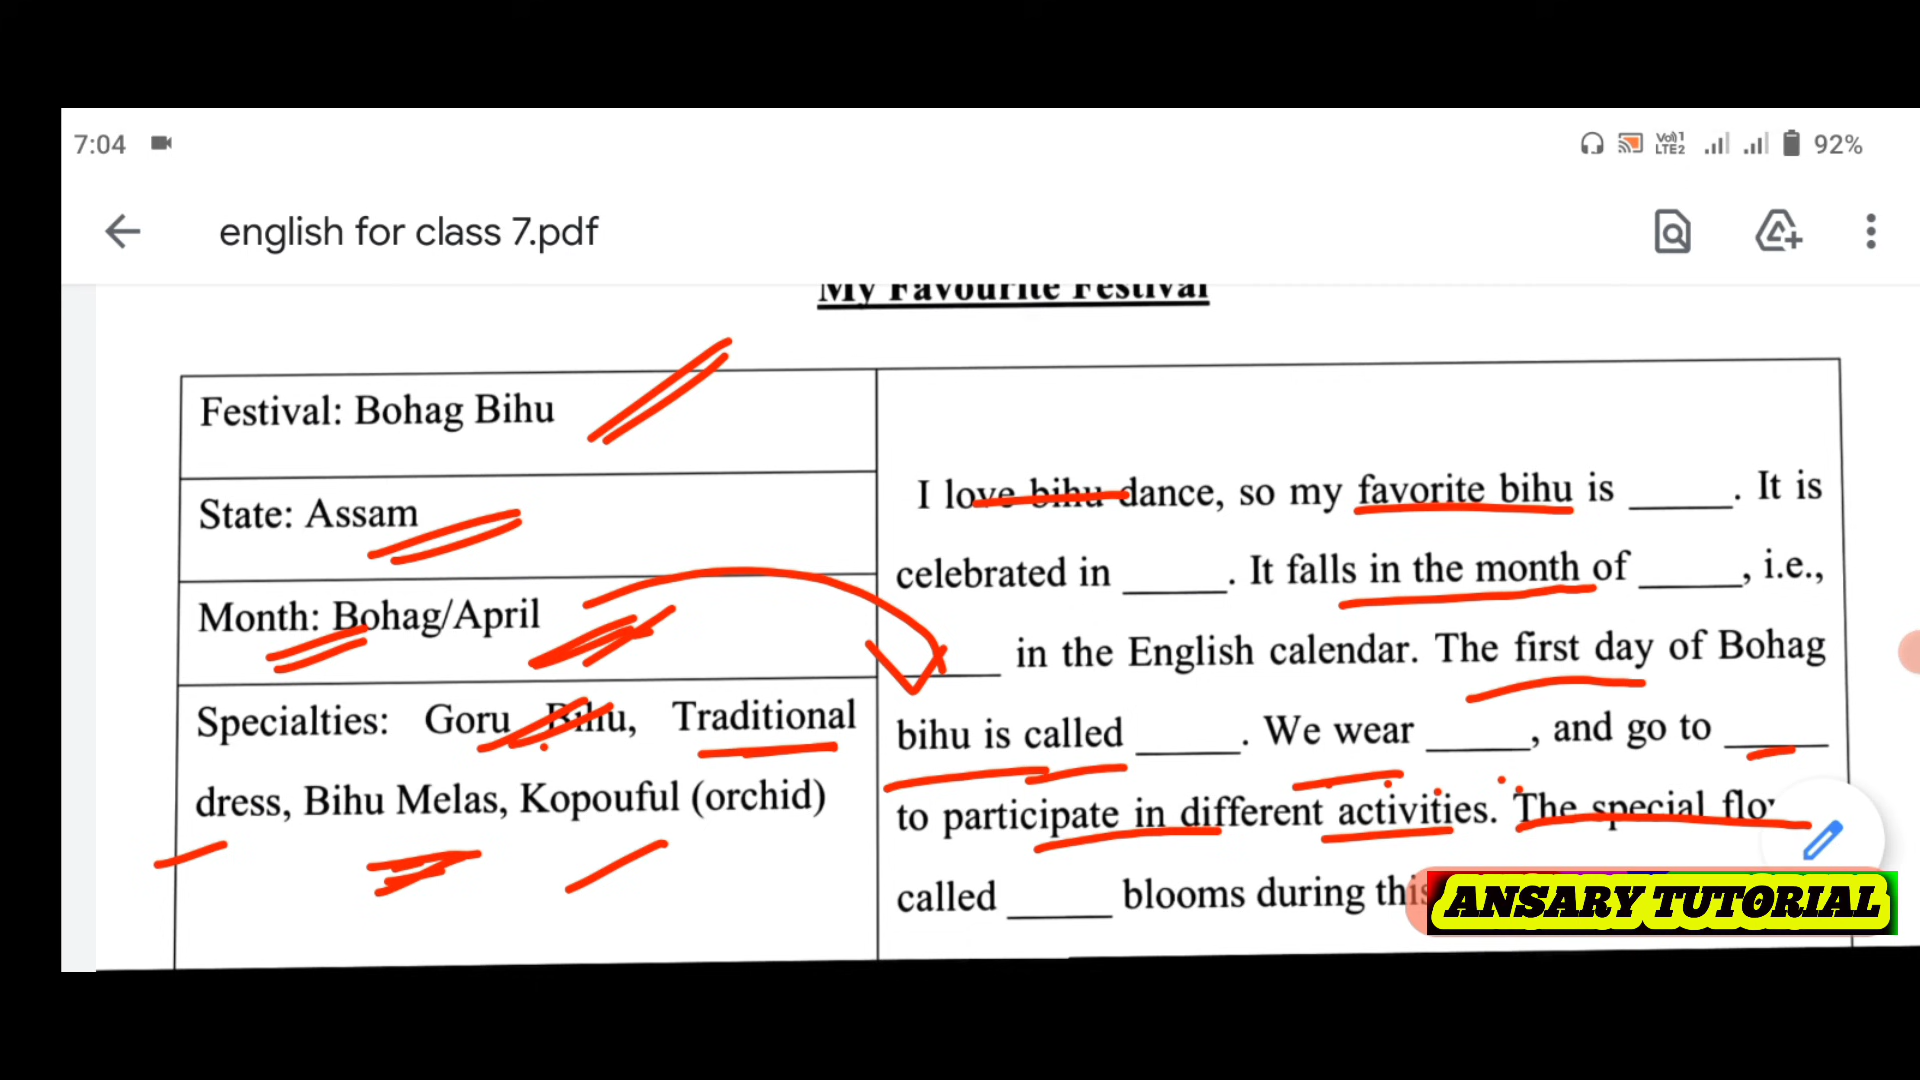 7:04 Vo)) 1 LTE2 92%
english for class 7.pdf
My Favourite Festival
Festival: Bohag Bihu
State: Assam
Month: Bohag/April
Specialties: Goru Bihu, Traditional
dress, Bihu Melas, Kopouful (orchid)
I love bihu dance, so my favorite bihu is _____. It is
celebrated in _____. It falls in the month of _____, i.e.,
_____ in the English calendar. The first day of Bohag
bihu is called _____. We wear _____, and go to _____
to participate in different activities. The special
called _____ blooms during this
ANSARY TUTORIAL